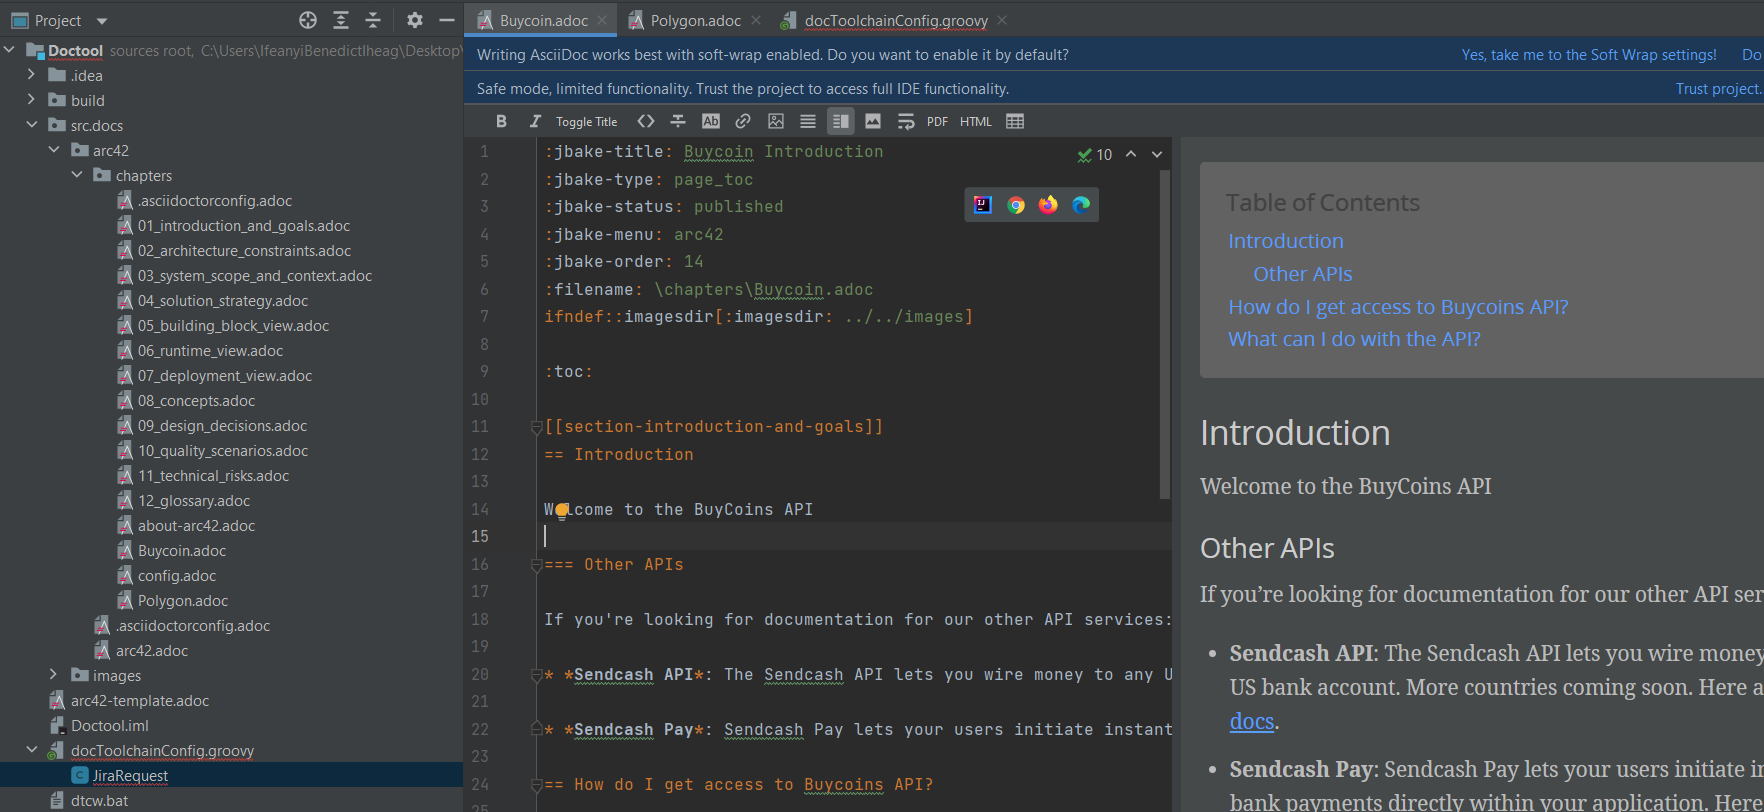 Project
Buycoin.adoc
Polygon.adoc
docToolchainConfig.groovy
Doctool sources root, C:\Users\IfeanyiBenedictIheag\Desktop\
.idea
build
src.docs
arc42
chapters
.asciidoctorconfig.adoc
01_introduction_and_goals.adoc
02_architecture_constraints.adoc
03_system_scope_and_context.adoc
04_solution_strategy.adoc
05_building_block_view.adoc
06_runtime_view.adoc
07_deployment_view.adoc
08_concepts.adoc
09_design_decisions.adoc
10_quality_scenarios.adoc
11_technical_risks.adoc
12_glossary.adoc
about-arc42.adoc
Buycoin.adoc
config.adoc
Polygon.adoc
.asciidoctorconfig.adoc
arc42.adoc
images
arc42-template.adoc
Doctool.iml
docToolchainConfig.groovy
JiraRequest
dtcw.bat
Writing AsciiDoc works best with soft-wrap enabled. Do you want to enable it by default? Yes, take me to the Soft Wrap settings! Do
Safe mode, limited functionality. Trust the project to access full IDE functionality. Trust project.
B I Toggle Title Ab PDF HTML
10
1 :jbake-title: Buycoin Introduction
2 :jbake-type: page_toc
3 :jbake-status: published
4 :jbake-menu: arc42
5 :jbake-order: 14
6 :filename: \chapters\Buycoin.adoc
7 ifndef::imagesdir[:imagesdir: ../../images]
8
9 :toc:
10
11 [[section-introduction-and-goals]]
12 == Introduction
13
14 Welcome to the BuyCoins API
15
16 === Other APIs
17
18 If you're looking for documentation for our other API services:
19
20 * *Sendcash API*: The Sendcash API lets you wire money to any U
21
22 * *Sendcash Pay*: Sendcash Pay lets your users initiate instant
23
24 == How do I get access to Buycoins API?
25
Table of Contents
Introduction
Other APIs
How do I get access to Buycoins API?
What can I do with the API?
Introduction
Welcome to the BuyCoins API
Other APIs
If you’re looking for documentation for our other API ser
• Sendcash API: The Sendcash API lets you wire money
US bank account. More countries coming soon. Here a
docs.
• Sendcash Pay: Sendcash Pay lets your users initiate in
bank payments directly within your application. Here